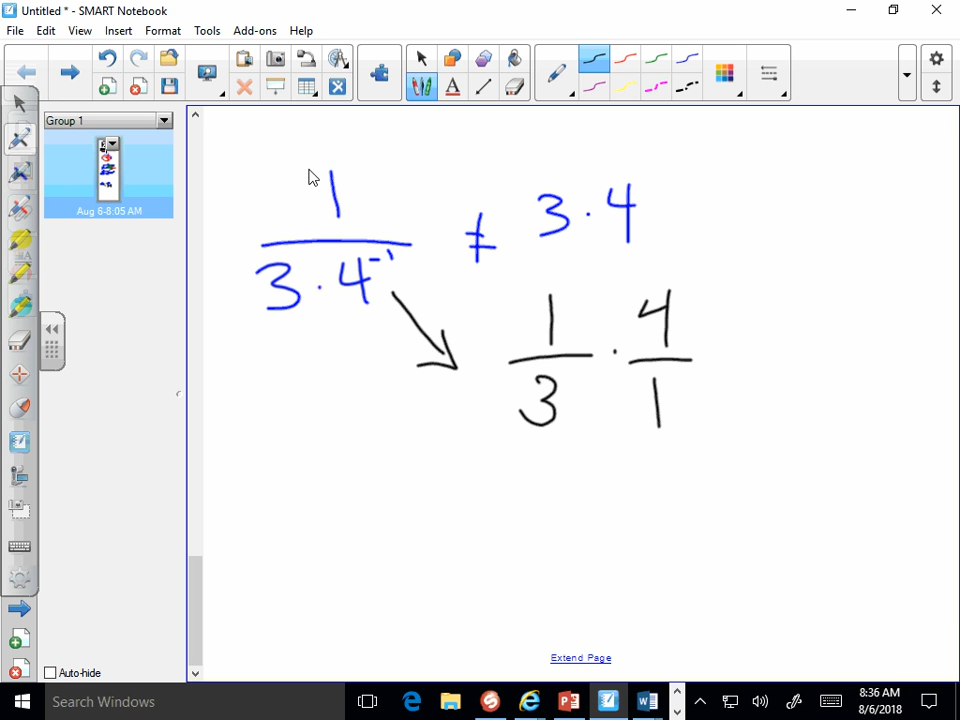 Untitled * - SMART Notebook
File Edit View Insert Format Tools Add-ons Help
Group 1
Aug 6-8:05 AM
1
3 · 4⁻¹ ≠ 3 · 4
1 · 4
3 1
Extend Page
Auto-hide
Search Windows
8:36 AM
8/6/2018